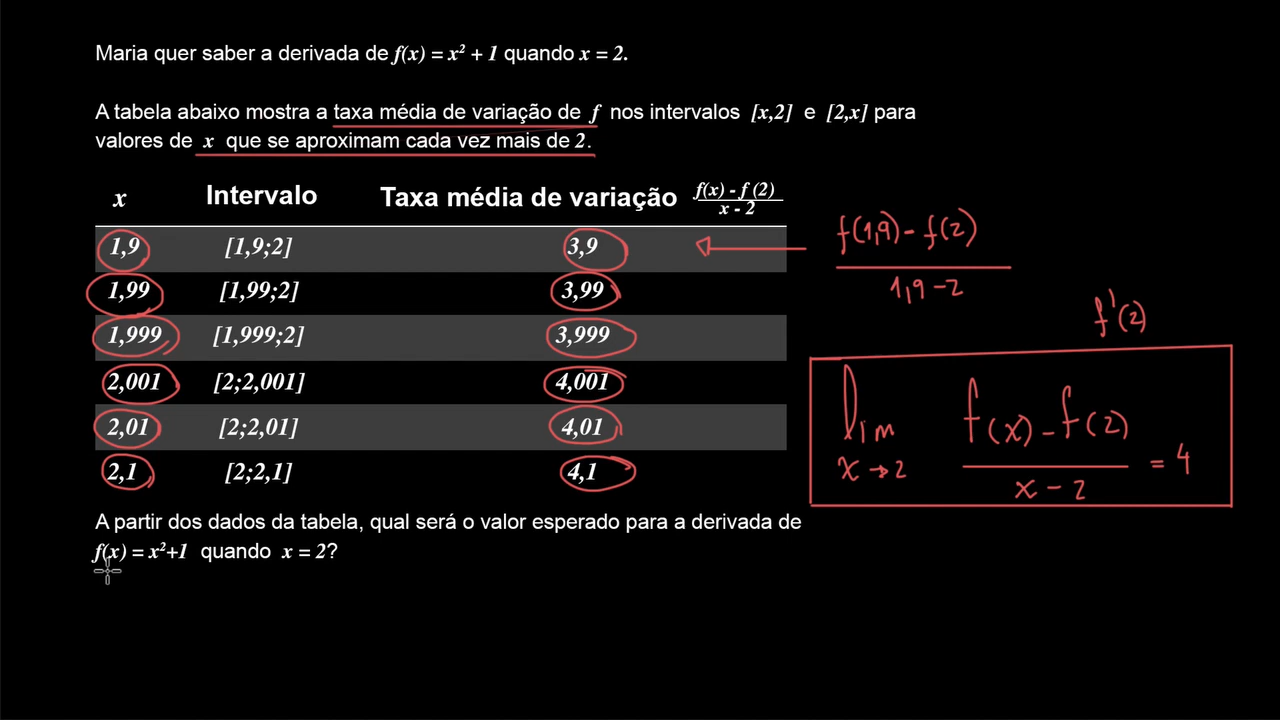 Maria quer saber a derivada de f(x) = x² + 1 quando x = 2.
A tabela abaixo mostra a taxa média de variação de f nos intervalos [x,2] e [2,x] para
valores de x que se aproximam cada vez mais de 2.
x Intervalo Taxa média de variação f(x) - f (2)
x - 2
1,9 [1,9;2] 3,9
1,99 [1,99;2] 3,99
1,999 [1,999;2] 3,999
2,001 [2;2,001] 4,001
2,01 [2;2,01] 4,01
2,1 [2;2,1] 4,1
f(1,9) - f(2)
1,9 - 2
f'(2)
lim f(x) - f(2)
x → 2 x - 2 = 4
A partir dos dados da tabela, qual será o valor esperado para a derivada de
f(x) = x²+1 quando x = 2?